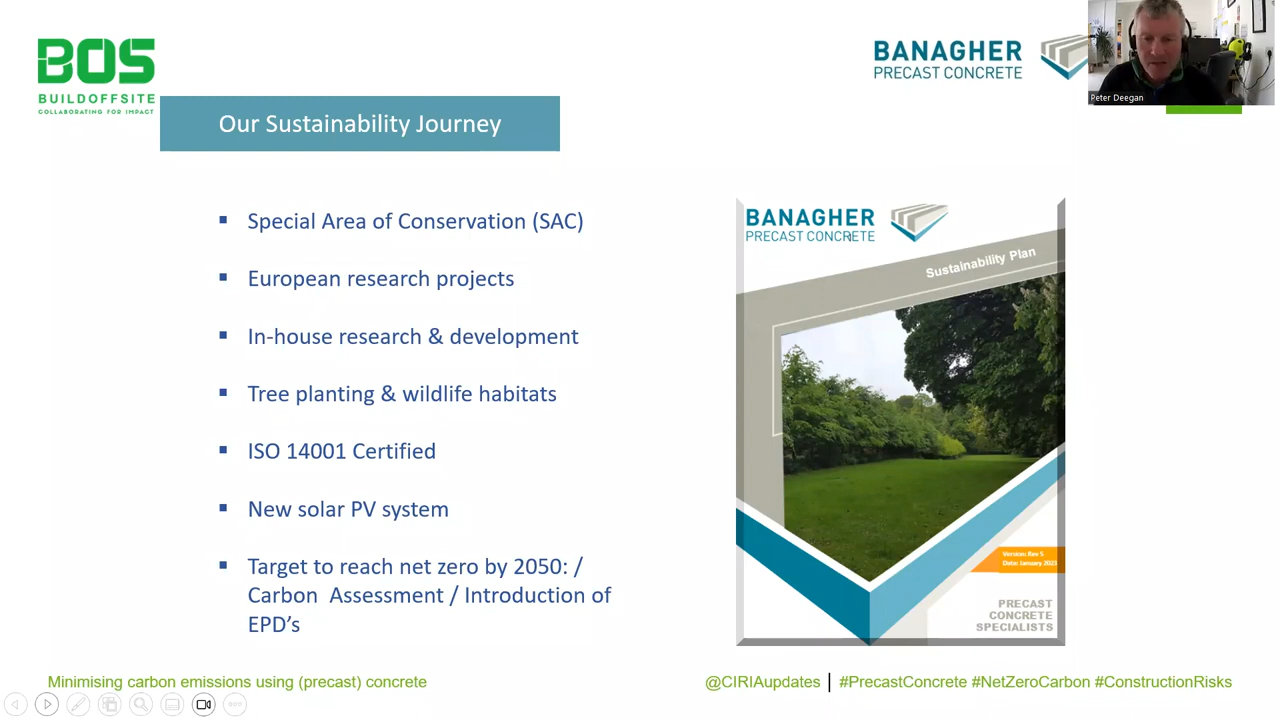 BOS
BUILDOFFSITE
COLLABORATING FOR IMPACT
BANAGHER
PRECAST CONCRETE
Peter Deegan
Our Sustainability Journey
Special Area of Conservation (SAC)
European research projects
In-house research & development
Tree planting & wildlife habitats
ISO 14001 Certified
New solar PV system
Target to reach net zero by 2050: /
Carbon Assessment / Introduction of
EPD's
BANAGHER
PRECAST CONCRETE
Sustainability Plan
Version: Rev 5
Date: January 2023
PRECAST
CONCRETE
SPECIALISTS
Minimising carbon emissions using (precast) concrete
@CIRIAupdates | #PrecastConcrete #NetZeroCarbon #ConstructionRisks